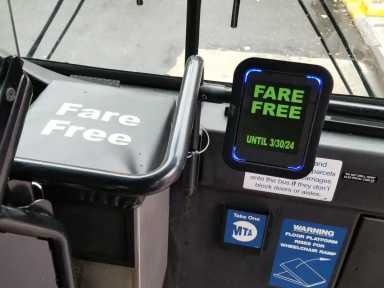 Fare
Free
FARE
FREE
UNTIL 3/30/24
and
parcels
onto the bus if they don't
block doors or aisles.
Take One
MTA
WARNING
FLOOR PLATFORM
RISES FOR
WHEELCHAIR RAMP